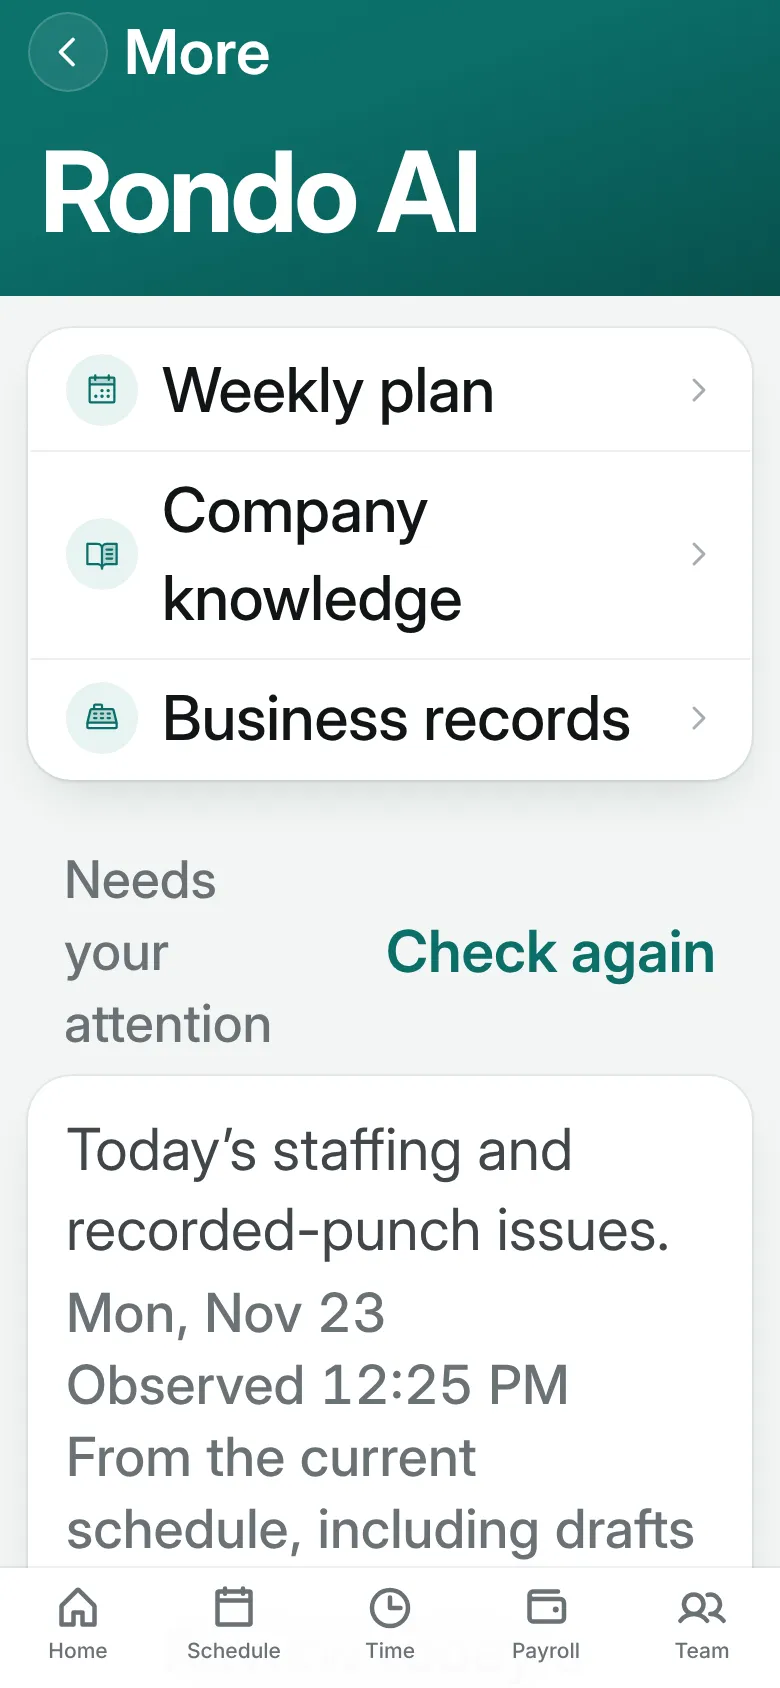 More
Rondo AI
Weekly plan
Company
knowledge
Business records
Needs
your
attention
Check again
Today’s staffing and
recorded-punch issues.
Mon, Nov 23
Observed 12:25 PM
From the current
schedule, including drafts
Home
Schedule
Time
Payroll
Team